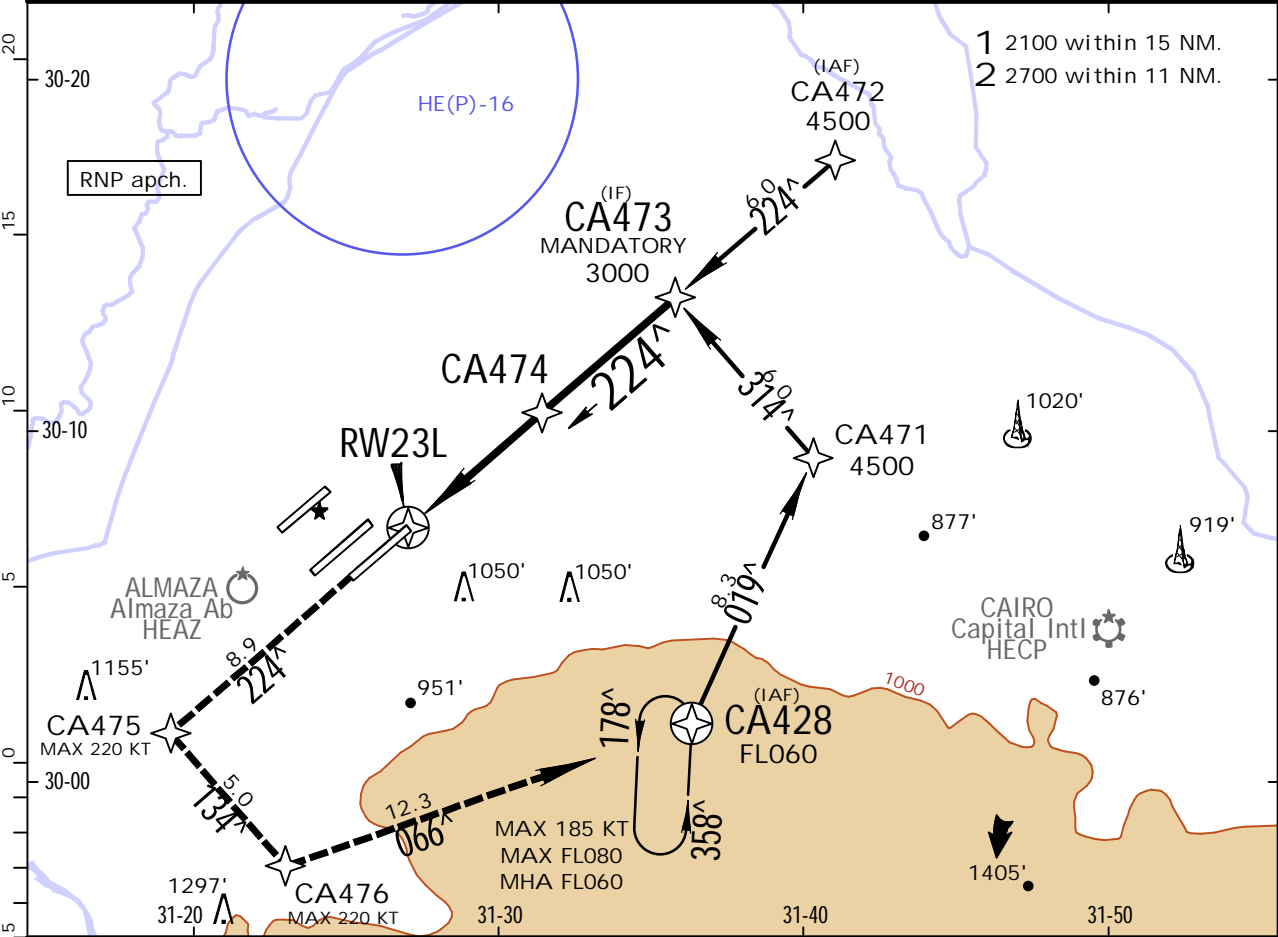 1 2100 within 15 NM.
2 2700 within 11 NM.
20
30-20
HE(P)-16
(IAF)
CA472
4500
RNP apch.
6.0
224^
(IF)
CA473
MANDATORY
3000
15
224^
CA474
6.0
314^
10
30-10
1020'
RW23L
CA471
4500
877'
919'
5
ALMAZA
Almaza Ab
HEAZ
1050'
1050'
8.3
019^
CAIRO
Capital Intl
HECP
8.9
224^
1155'
951'
1000
876'
CA475
MAX 220 KT
178^
(IAF)
CA428
FL060
0
30-00
5.0
134^
12.3
066^
MAX 185 KT
MAX FL080
MHA FL060
358^
1405'
1297'
CA476
MAX 220 KT
5
31-20
31-30
31-40
31-50